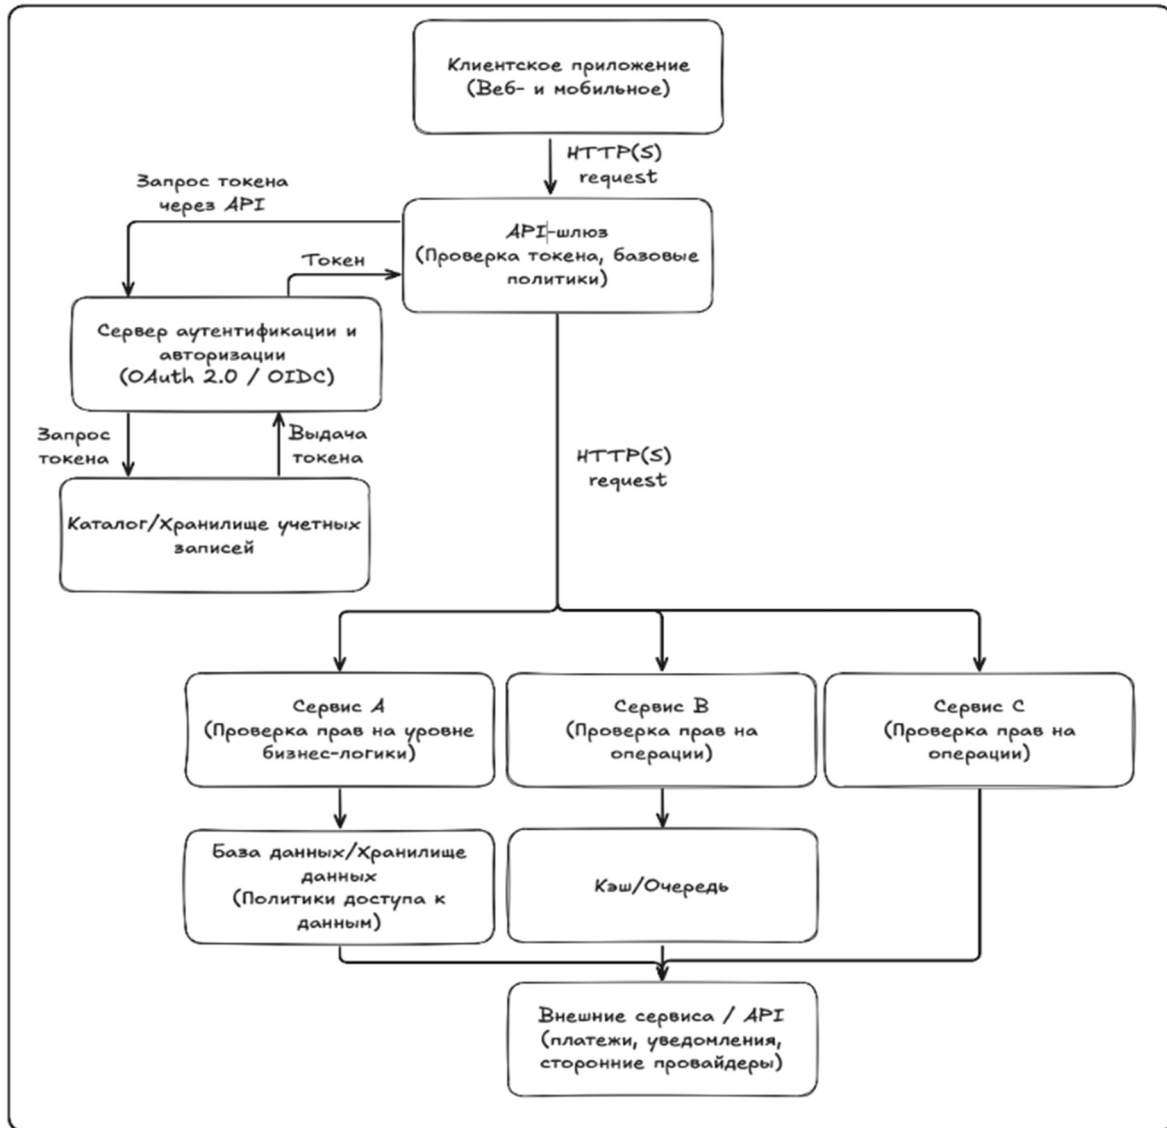 Клиентское приложение
(Веб- и мобильное)
HTTP(S)
request
Запрос токена
через API
API-шлюз
(Проверка токена, базовые
политики)
Токен
Сервер аутентификации и
авторизации
(OAuth 2.0 / OIDC)
Запрос
токена
Выдача
токена
HTTP(S)
request
Каталог/Хранилище учетных
записей
Сервис A
(Проверка прав на уровне
бизнес-логики)
Сервис B
(Проверка прав на
операции)
Сервис C
(Проверка прав на
операции)
База данных/Хранилище
данных
(Политики доступа к
данным)
Кэш/Очередь
Внешние сервиса / API
(платежи, уведомления,
сторонние провайдеры)